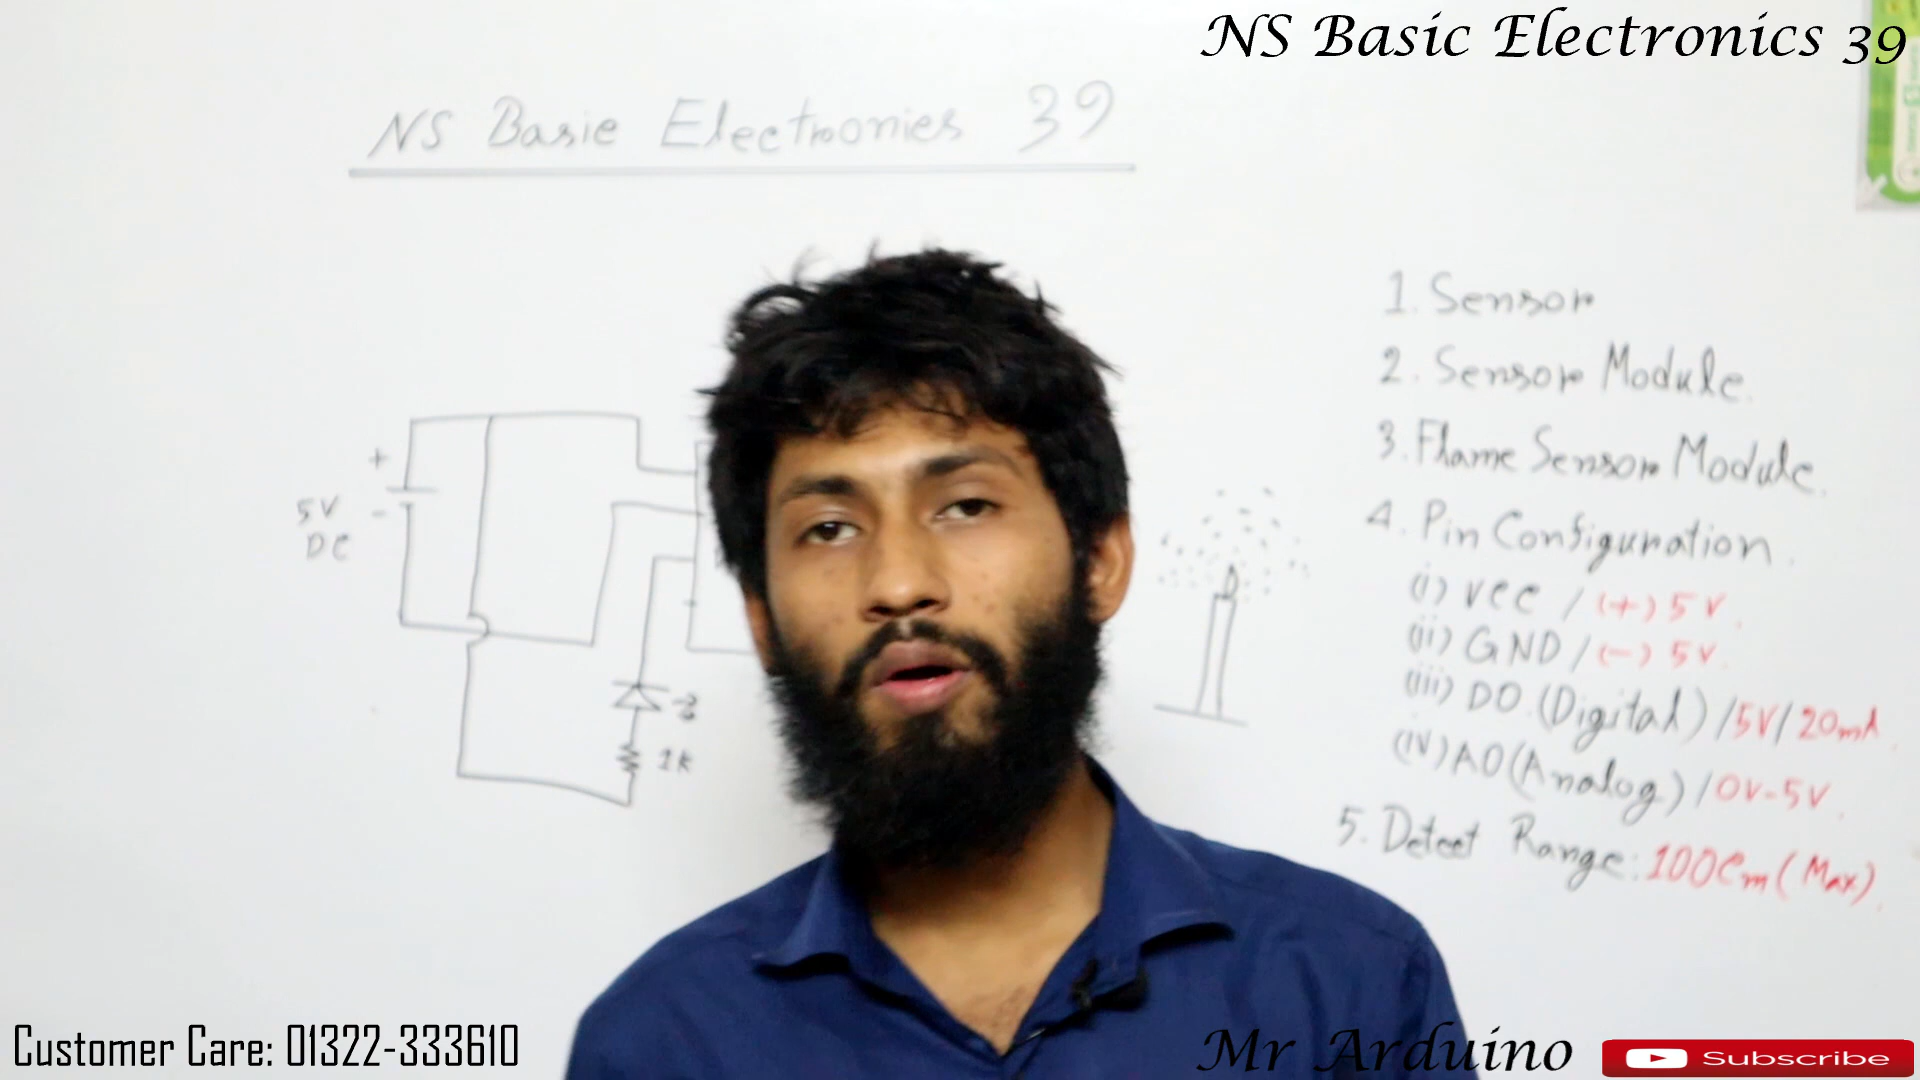 NS Basic Electronics 39
NS Basic Electronics 39
+
-
5V
DC
1K
1. Sensor
2. Sensor Module.
3. Flame Sensor Module.
4. Pin Configuration.
(i) VCC / (+) 5V.
(ii) GND / (-) 5V.
(iii) DO (Digital) / 5V / 20mA.
(iv) AO (Analog) / 0V-5V.
5. Detect Range: 100Cm (Max).
Customer Care: 01322-333610
Mr Arduino
Subscribe